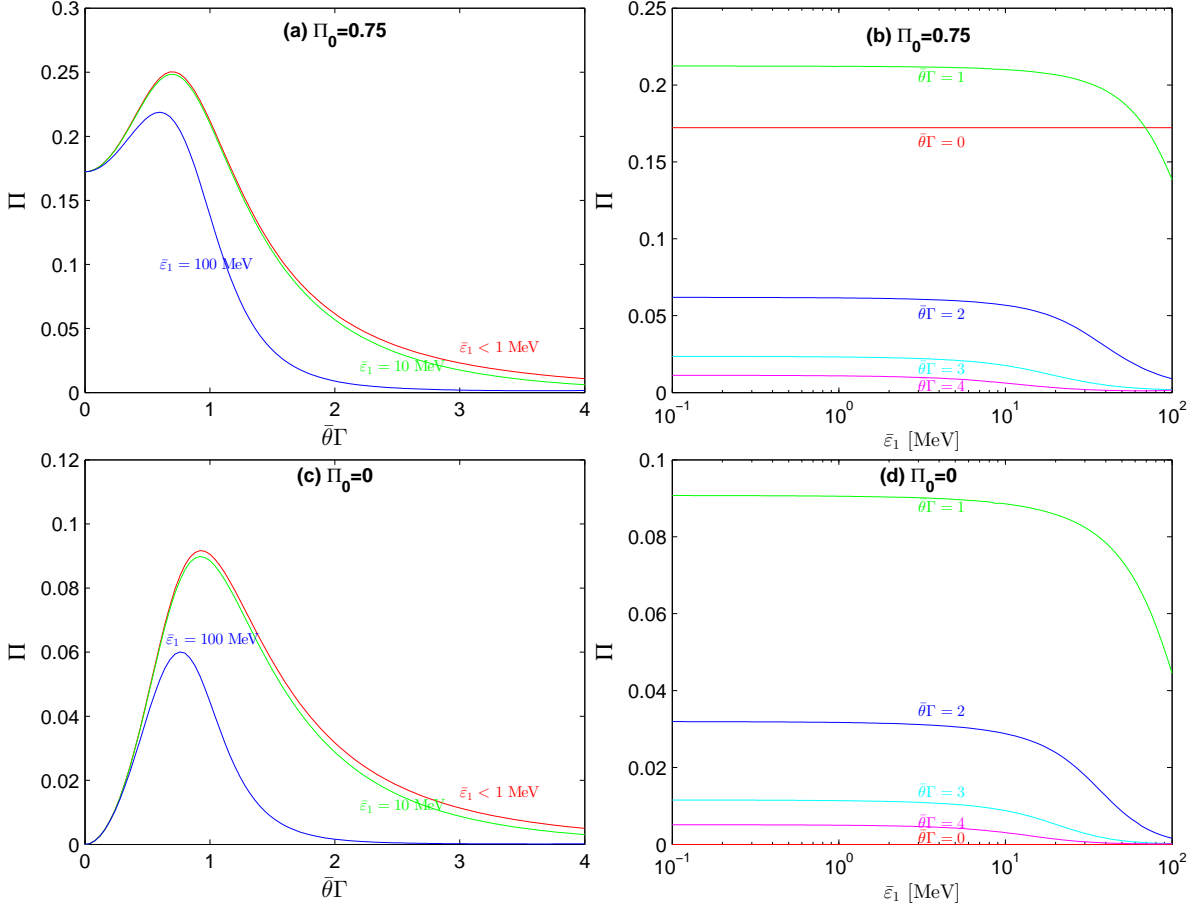 (a) Π₀=0.75
0.3
0.25
0.2
0.15
0.1
0.05
0
Π
ε̄₁ = 100 MeV
ε̄₁ < 1 MeV
ε̄₁ = 10 MeV
0 1 2 3 4
θ̄Γ
(b) Π₀=0.75
0.25
0.2
0.15
0.1
0.05
0
Π
θ̄Γ = 1
θ̄Γ = 0
θ̄Γ = 2
θ̄Γ = 3
θ̄Γ = 4
10⁻¹ 10⁰ 10¹ 10²
ε̄₁ [MeV]
(c) Π₀=0
0.12
0.1
0.08
0.06
0.04
0.02
0
Π
ε̄₁ = 100 MeV
ε̄₁ < 1 MeV
ε̄₁ = 10 MeV
0 1 2 3 4
θ̄Γ
(d) Π₀=0
0.1
0.08
0.06
0.04
0.02
0
Π
θ̄Γ = 1
θ̄Γ = 2
θ̄Γ = 3
θ̄Γ = 4
θ̄Γ = 0
10⁻¹ 10⁰ 10¹ 10²
ε̄₁ [MeV]